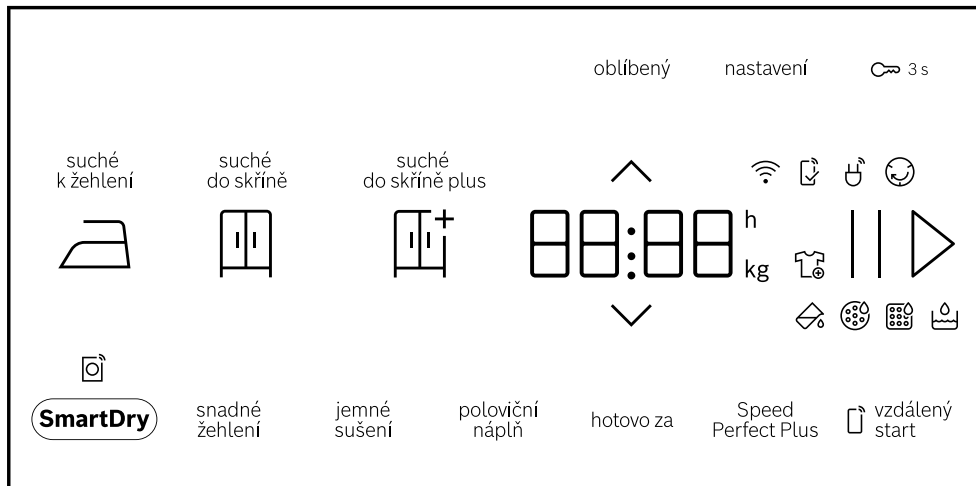 oblíbený
nastavení
3 s
suché
k žehlení
suché
do skříně
suché
do skříně plus
88:88
h
kg
SmartDry
snadné
žehlení
jemné
sušení
poloviční
náplň
hotovo za
Speed
Perfect Plus
vzdálený
start